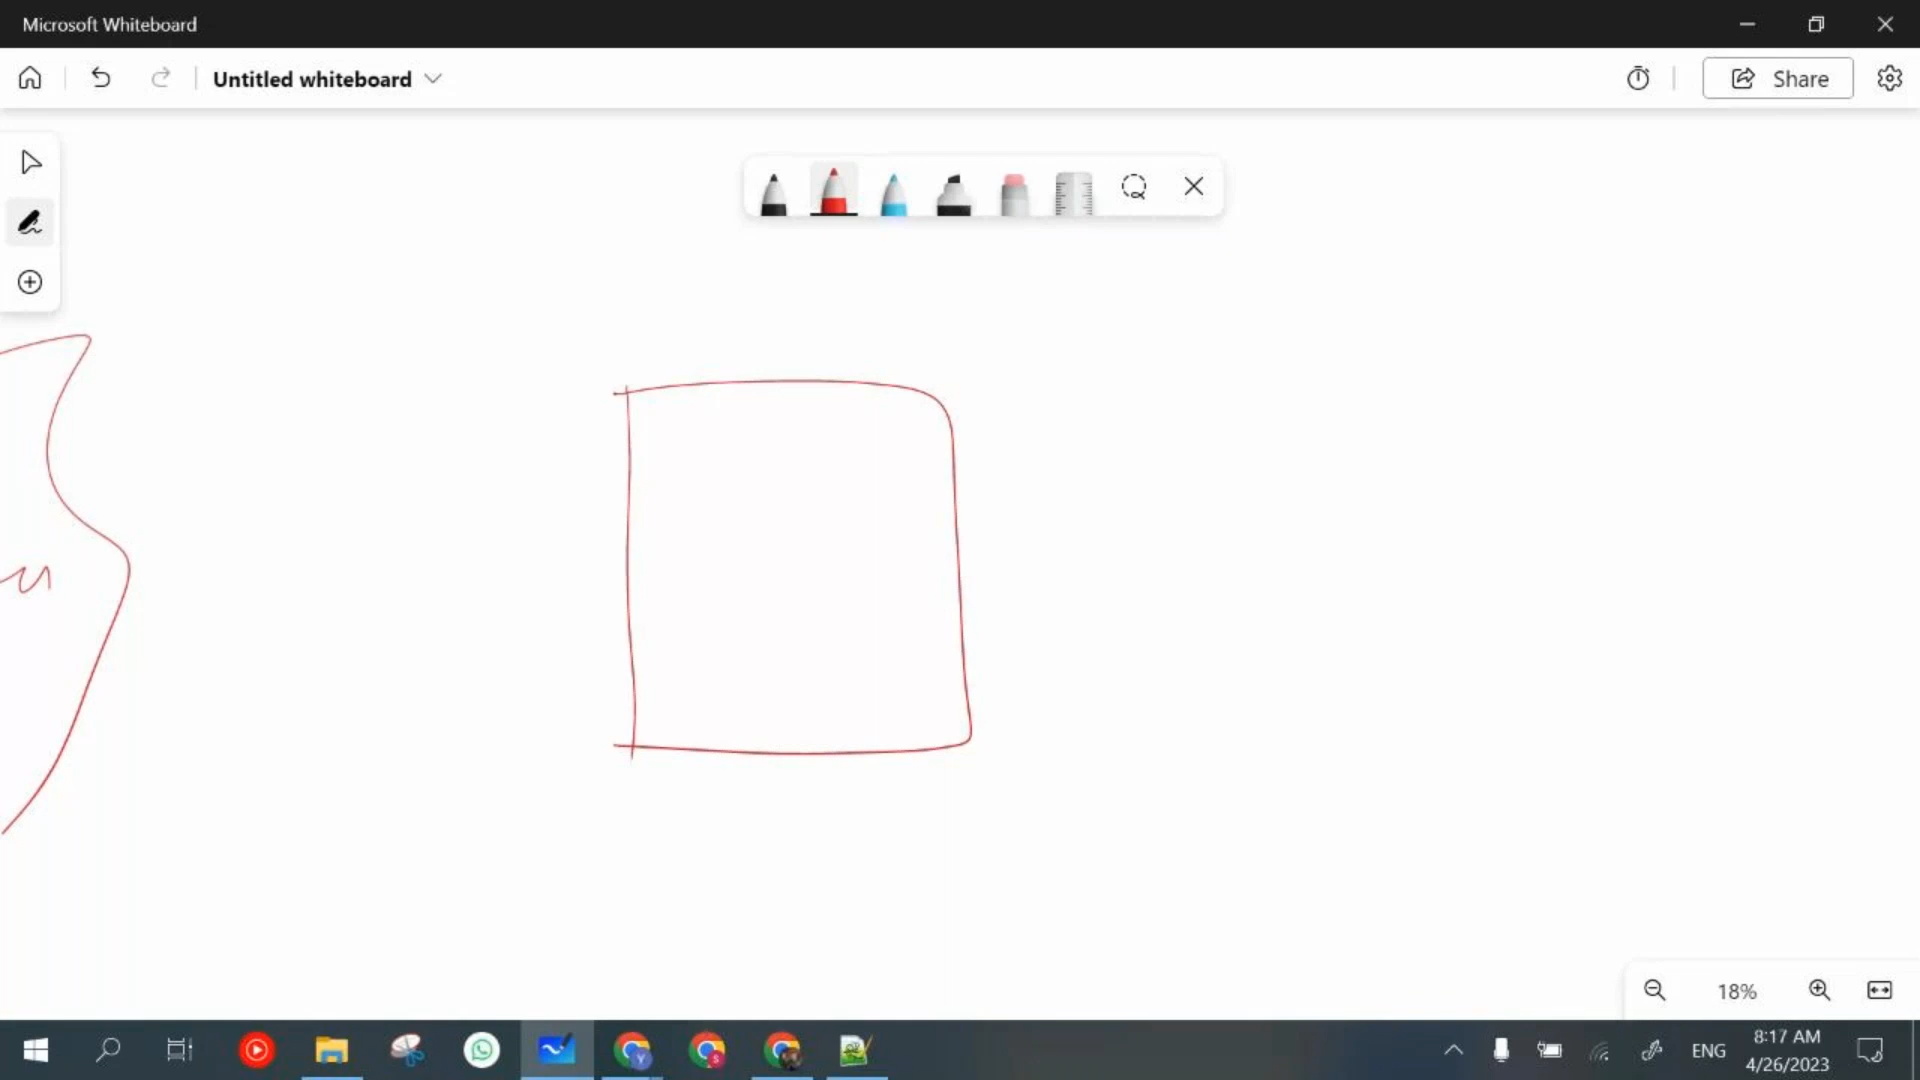 Microsoft Whiteboard
Untitled whiteboard
Share
18%
ENG
8:17 AM
4/26/2023